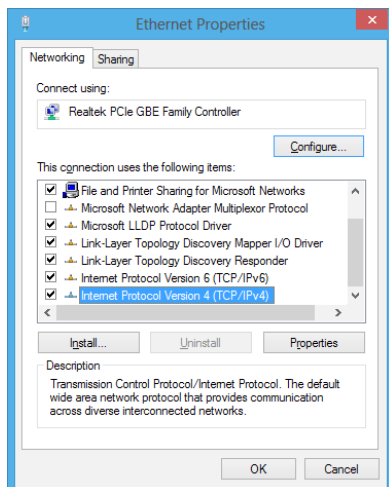 Ethernet Properties
Networking
Sharing
Connect using:
Realtek PCIe GBE Family Controller
Configure...
This connection uses the following items:
File and Printer Sharing for Microsoft Networks
Microsoft Network Adapter Multiplexor Protocol
Microsoft LLDP Protocol Driver
Link-Layer Topology Discovery Mapper I/O Driver
Link-Layer Topology Discovery Responder
Internet Protocol Version 6 (TCP/IPv6)
Internet Protocol Version 4 (TCP/IPv4)
Install...
Uninstall
Properties
Description
Transmission Control Protocol/Internet Protocol. The default
wide area network protocol that provides communication
across diverse interconnected networks.
OK
Cancel